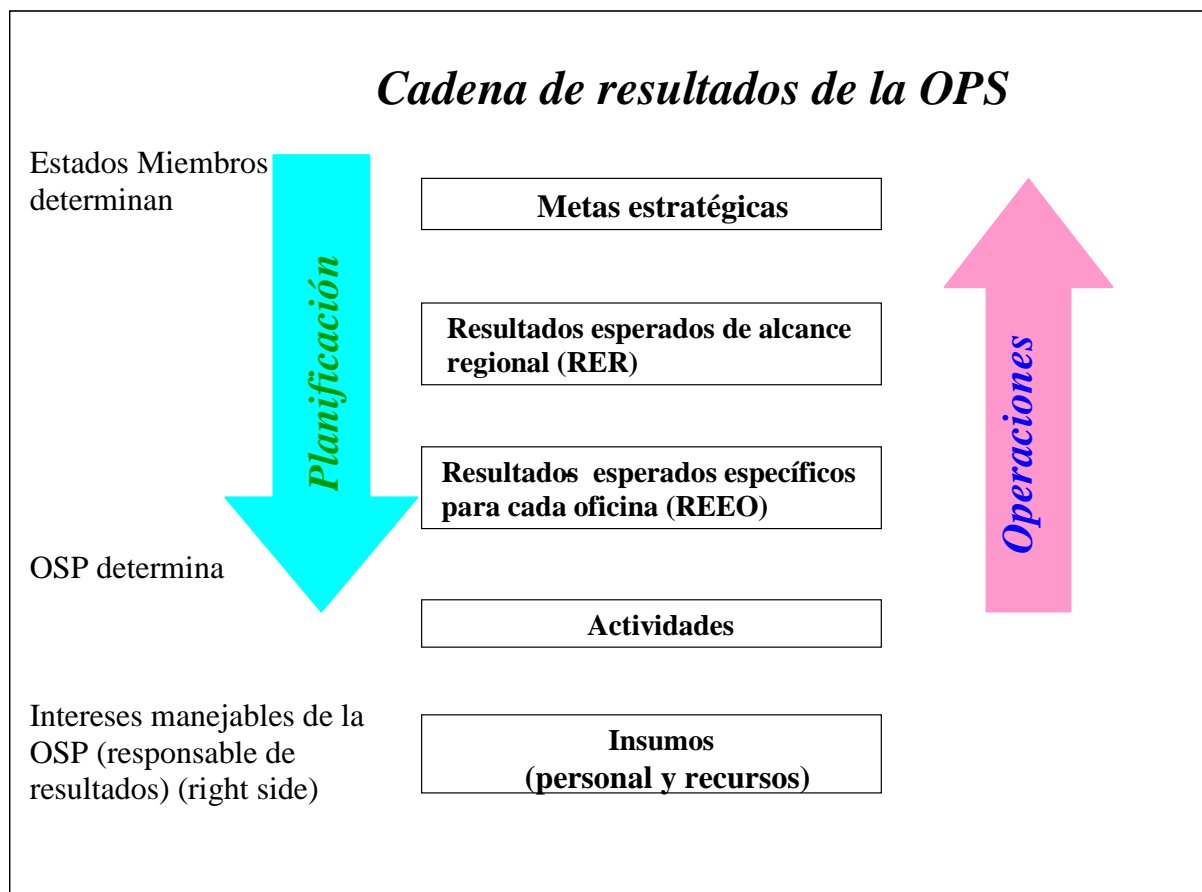 Cadena de resultados de la OPS
Estados Miembros
determinan
Metas estratégicas
Planificación
Resultados esperados de alcance
regional (RER)
Operaciones
Resultados esperados específicos
para cada oficina (REEO)
OSP determina
Actividades
Intereses manejables de la
OSP (responsable de
resultados) (right side)
Insumos
(personal y recursos)